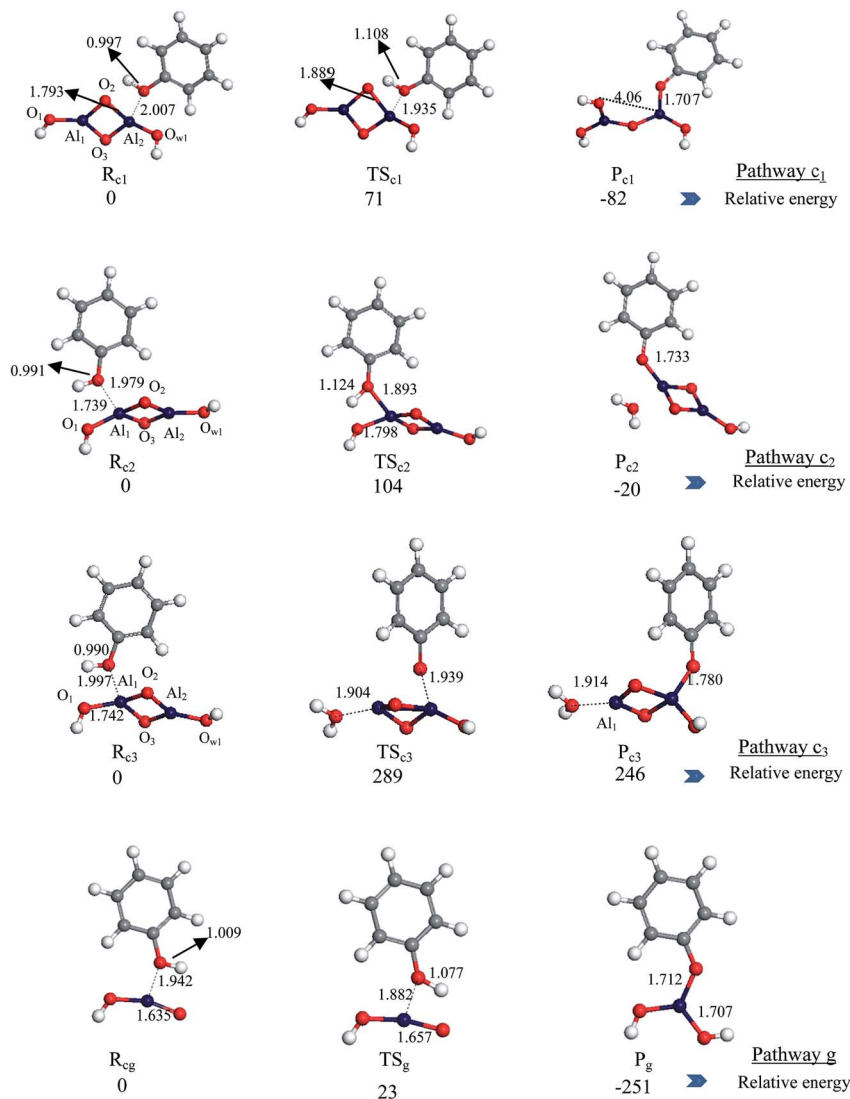 0.997
1.793
O2
2.007
O1
Al1
Al2
Ow1
O3
Rc1
0
1.108
1.889
1.935
TSc1
71
4.06
1.707
Pc1
-82
Pathway c1
Relative energy
0.991
1.979
O2
1.739
O1
Al1
O3
Al2
Ow1
Rc2
0
1.124
1.893
1.798
TSc2
104
1.733
Pc2
-20
Pathway c2
Relative energy
0.990
1.997
Al1
O2
Al2
O1
1.742
O3
Ow1
Rc3
0
1.904
1.939
TSc3
289
1.914
1.780
Al1
Pc3
246
Pathway c3
Relative energy
1.009
1.942
1.635
Rcg
0
1.077
1.882
1.657
TSg
23
1.712
1.707
Pg
-251
Pathway g
Relative energy